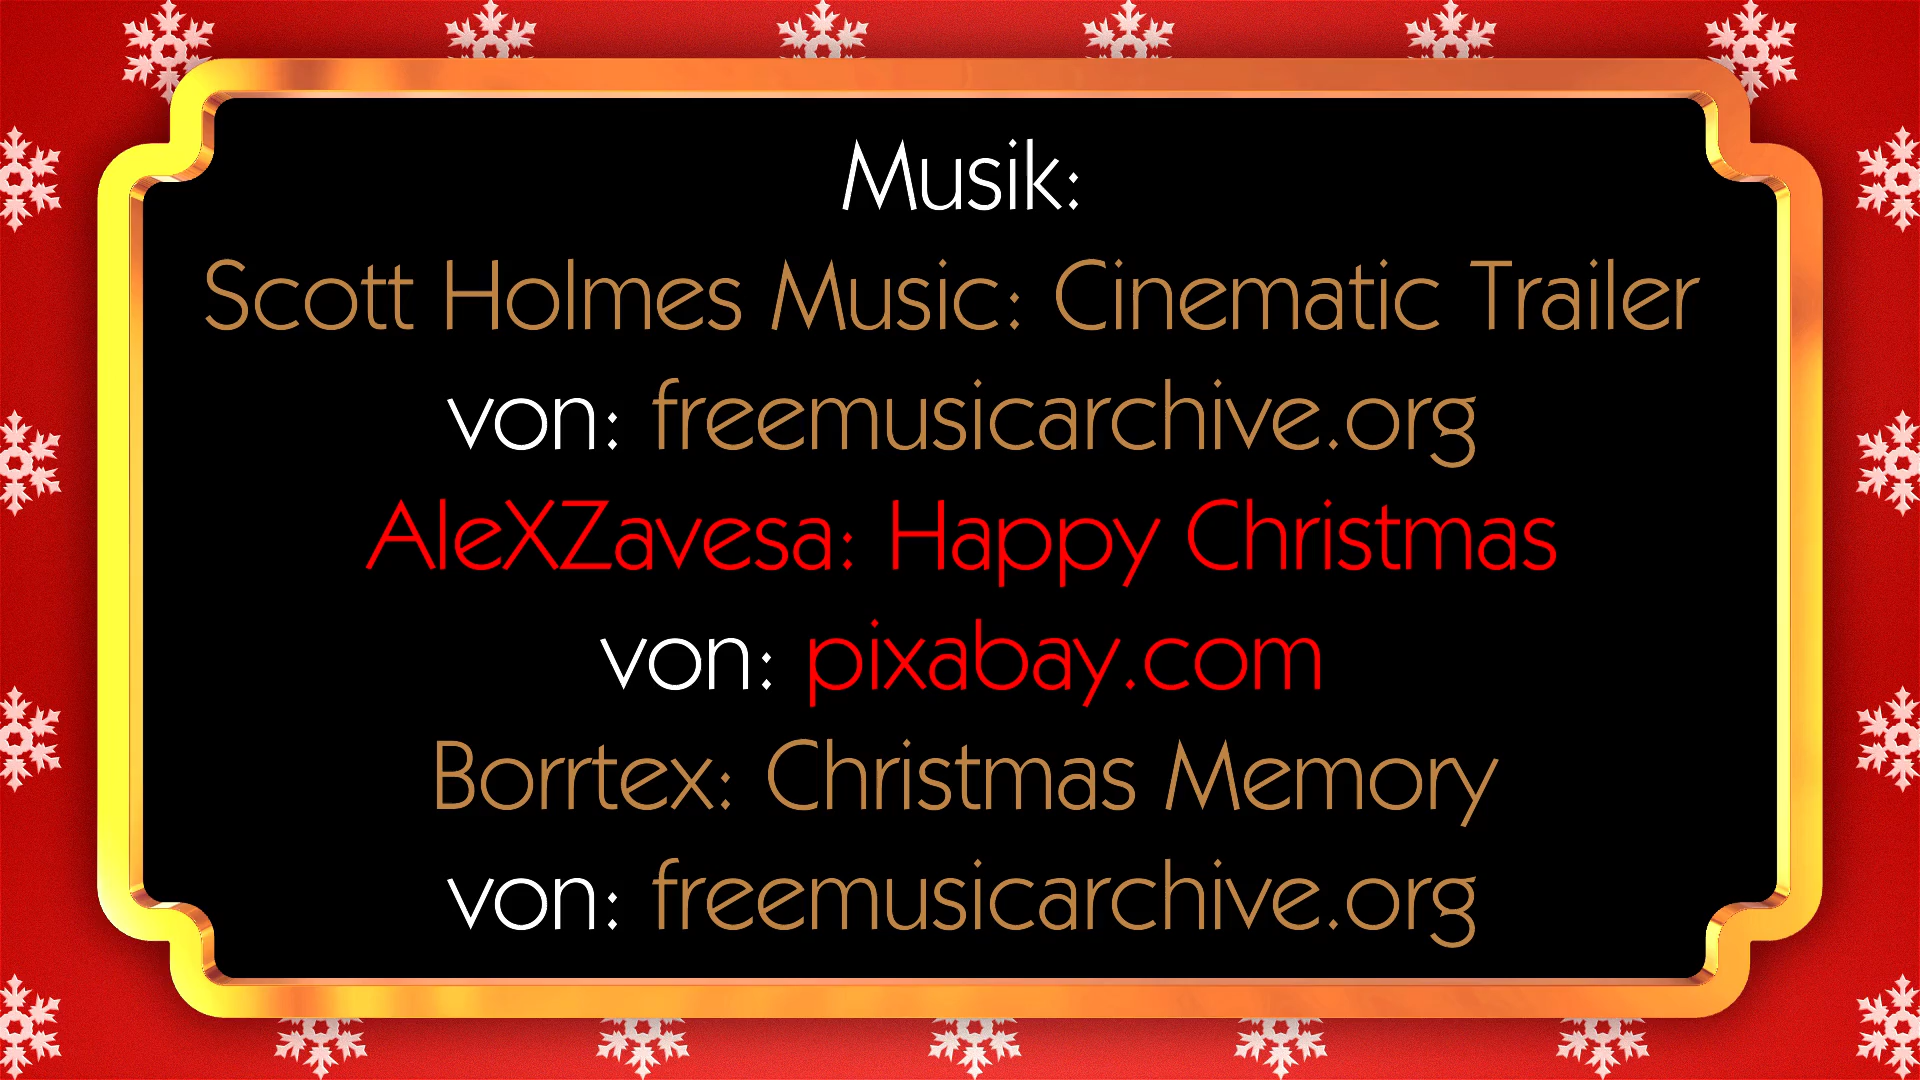 Musik:
Scott Holmes Music: Cinematic Trailer
von: freemusicarchive.org
AleXZavesa: Happy Christmas
von: pixabay.com
Borrtex: Christmas Memory
von: freemusicarchive.org